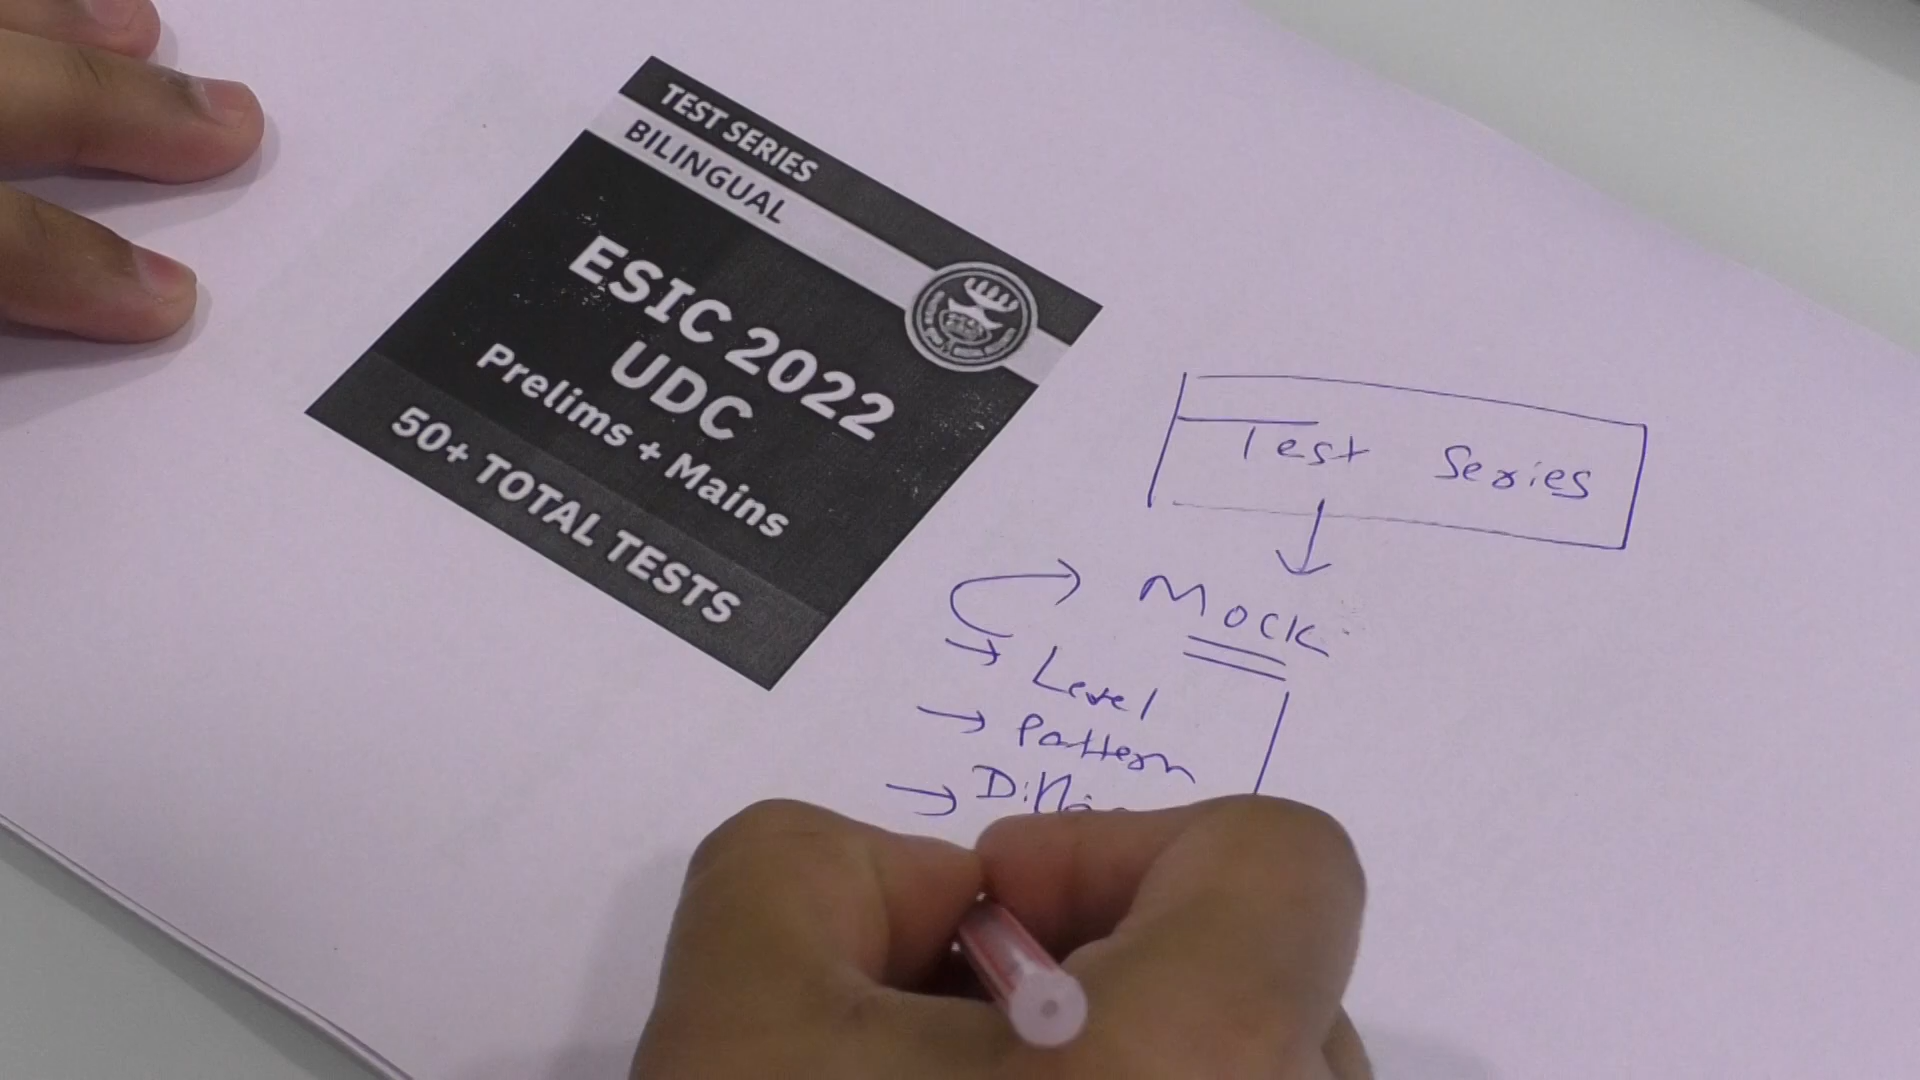 TEST SERIES
BILINGUAL
ESIC 2022
UDC
Prelims + Mains
50+ TOTAL TESTS
Test Series
Mock
Level
Pattern